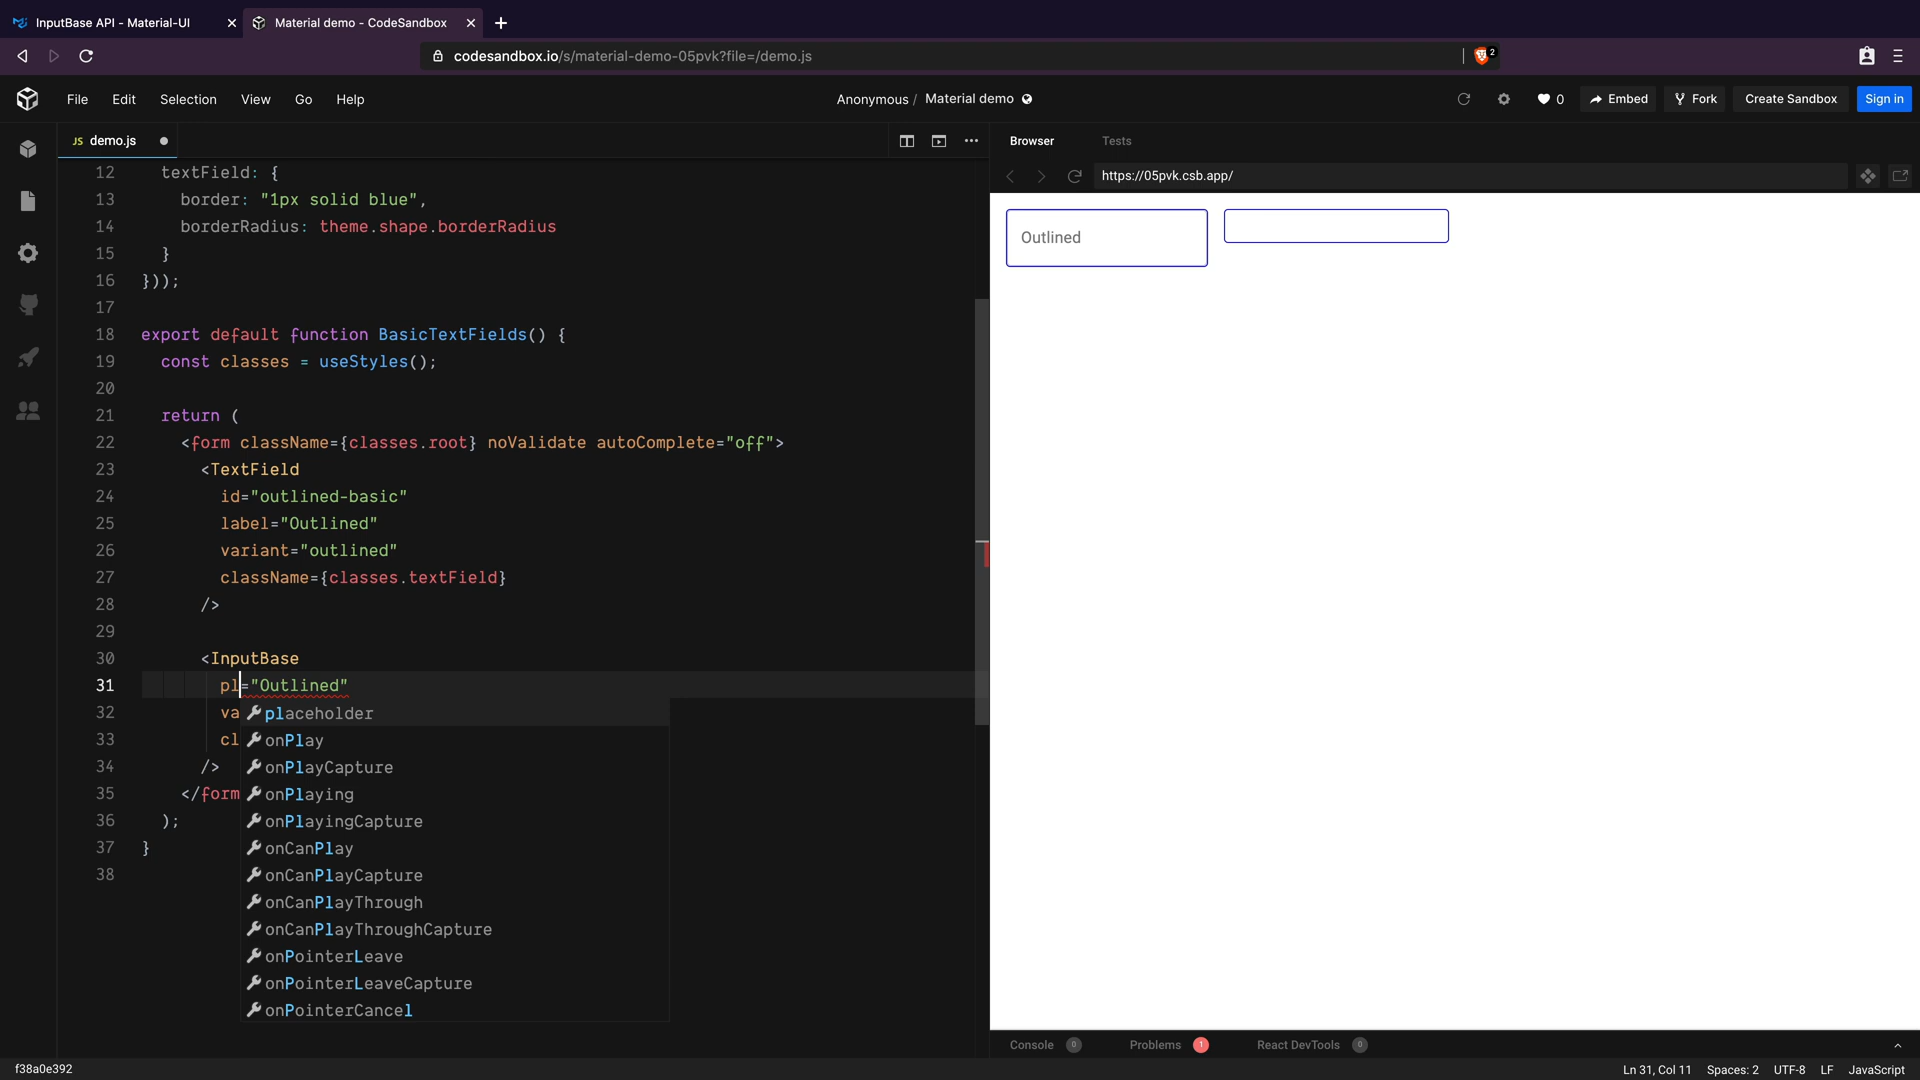 InputBase API - Material-UI
Material demo - CodeSandbox
codesandbox.io/s/material-demo-05pvk?file=/demo.js
2
File Edit Selection View Go Help
Anonymous / Material demo
0
Embed
Fork
Create Sandbox
Sign in
JS demo.js
12 textField: {
13 border: "1px solid blue",
14 borderRadius: theme.shape.borderRadius
15 }
16 }));
17
18 export default function BasicTextFields() {
19 const classes = useStyles();
20
21 return (
22 <form className={classes.root} noValidate autoComplete="off">
23 <TextField
24 id="outlined-basic"
25 label="Outlined"
26 variant="outlined"
27 className={classes.textField}
28 />
29
30 <InputBase
31 pl="Outlined"
32 va
33 cl
34 />
35 </form
36 );
37 }
38
placeholder
onPlay
onPlayCapture
onPlaying
onPlayingCapture
onCanPlay
onCanPlayCapture
onCanPlayThrough
onCanPlayThroughCapture
onPointerLeave
onPointerLeaveCapture
onPointerCancel
Browser Tests
https://05pvk.csb.app/
Outlined
Console 0 Problems 1 React DevTools 0
f38a0e392
Ln 31, Col 11 Spaces: 2 UTF-8 LF JavaScript